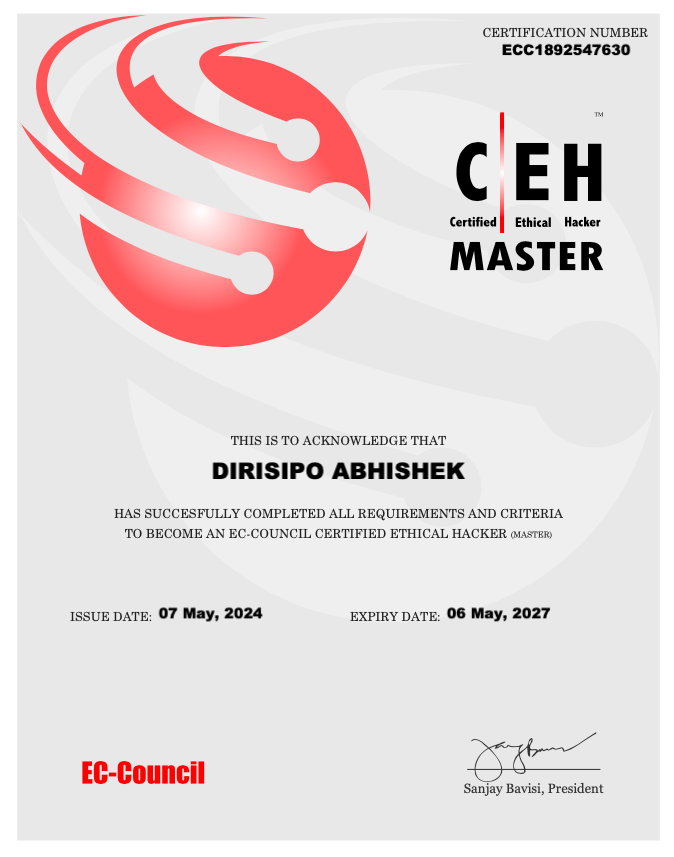 CERTIFICATION NUMBER
ECC1892547630
TM
C EH
Certified Ethical Hacker
MASTER
THIS IS TO ACKNOWLEDGE THAT
DIRISIPO ABHISHEK
HAS SUCCESFULLY COMPLETED ALL REQUIREMENTS AND CRITERIA
TO BECOME AN EC-COUNCIL CERTIFIED ETHICAL HACKER (MASTER)
ISSUE DATE: 07 May, 2024 EXPIRY DATE: 06 May, 2027
EC-Council
Sanjay Bavisi, President